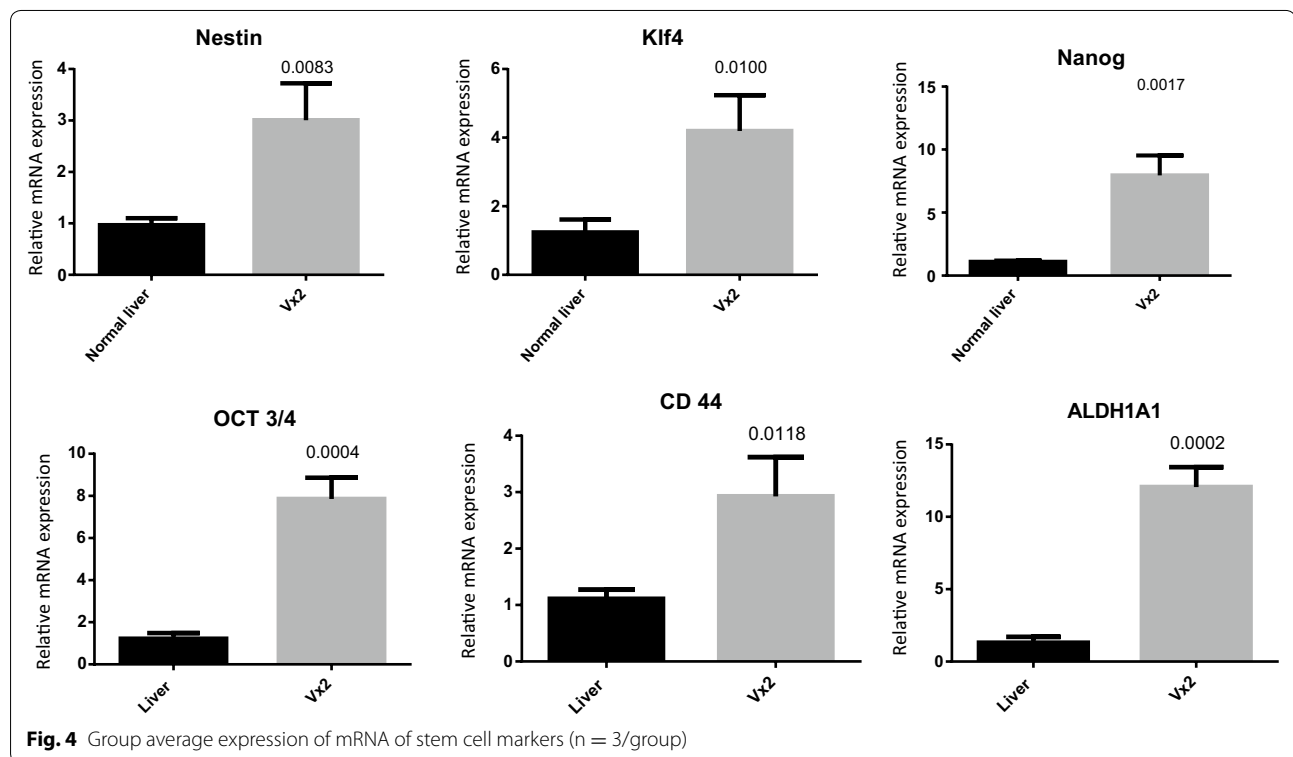 Nestin
Relative mRNA expression
4
3
2
1
0
0.0083
Normal liver
Vx2
Klf4
Relative mRNA expression
6
4
2
0
0.0100
Normal liver
Vx2
Nanog
Relative mRNA expression
15
10
5
0
0.0017
Normal liver
Vx2
OCT 3/4
Relative mRNA expression
10
8
6
4
2
0
0.0004
Liver
Vx2
CD 44
Relative mRNA expression
4
3
2
1
0
0.0118
Liver
Vx2
ALDH1A1
Relative mRNA expression
15
10
5
0
0.0002
Liver
Vx2
Fig. 4 Group average expression of mRNA of stem cell markers (n = 3/group)